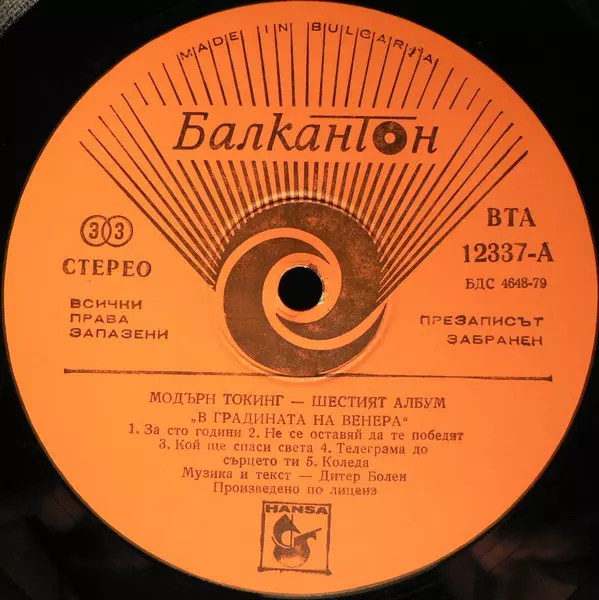 MADE IN BULGARIA
Балкантон
33
СТЕРЕО
ВТА
12337-А
БДС 4648-79
ВСИЧКИ
ПРАВА
ЗАПАЗЕНИ
ПРЕЗАПИСЪТ
ЗАБРАНЕН
МОДЪРН ТОКИНГ — ШЕСТИЯТ АЛБУМ
„В ГРАДИНАТА НА ВЕНЕРА“
1. За сто години 2. Не се оставяй да те победят
3. Кой ще спаси света 4. Телеграма до
сърцето ти 5. Коледа
Музика и текст — Дитер Болен
Произведено по лиценз
HANSA